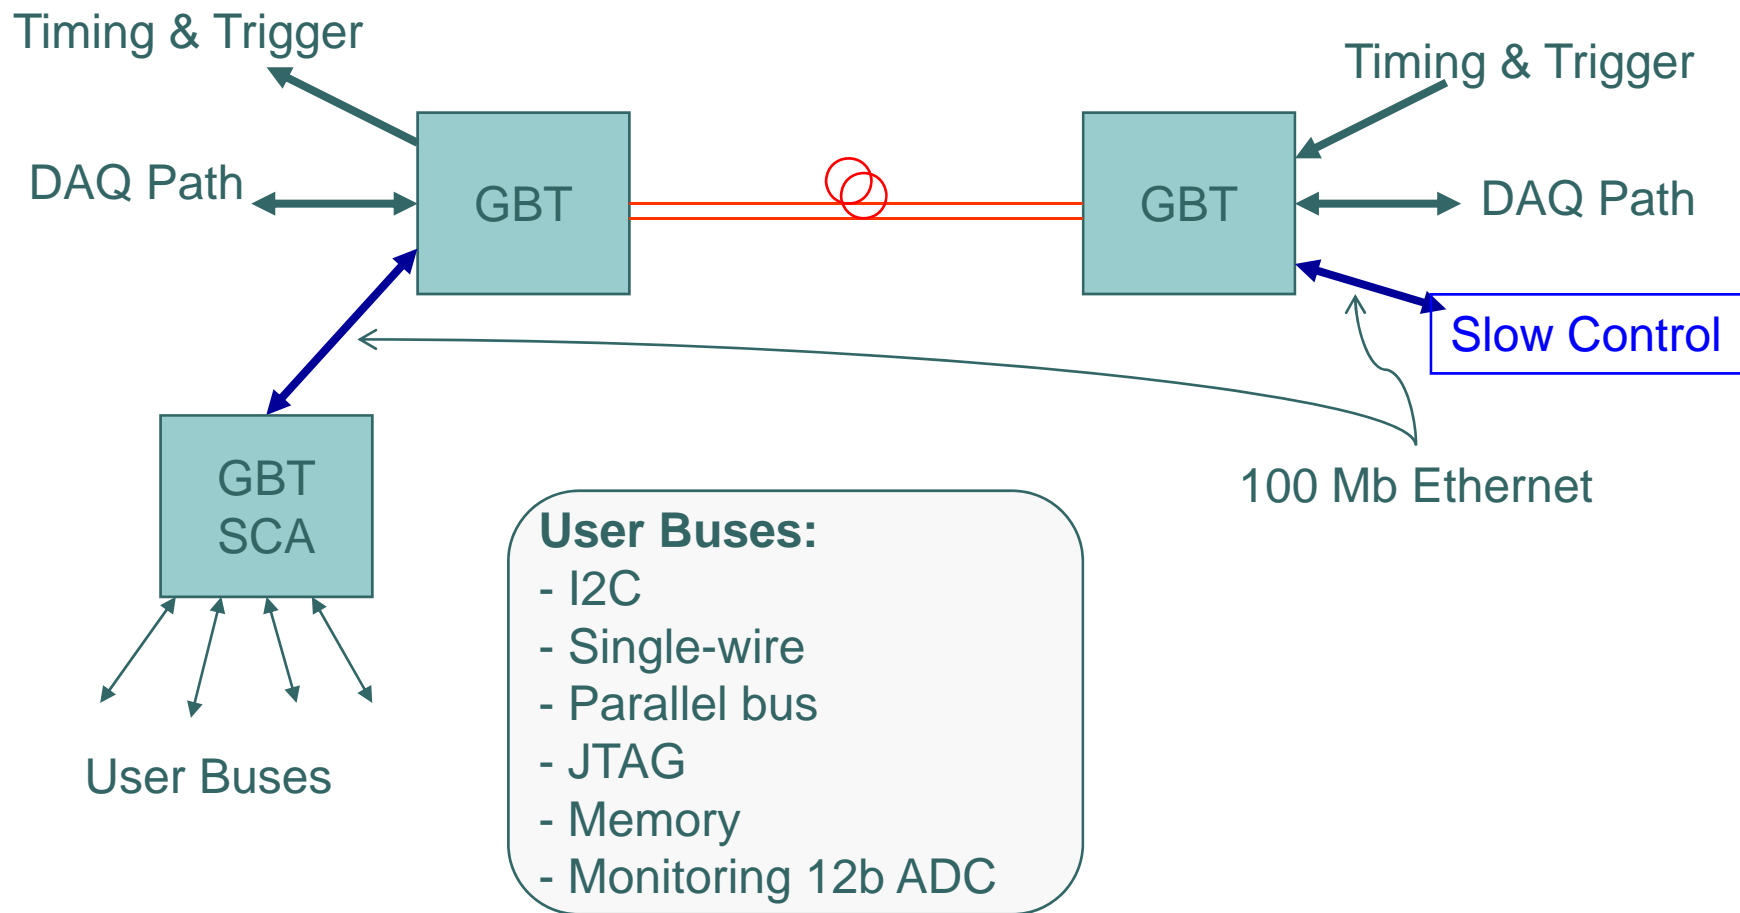 Timing & Trigger
Timing & Trigger
DAQ Path
GBT
GBT
DAQ Path
Slow Control
100 Mb Ethernet
GBT
SCA
User Buses
User Buses:
- I2C
- Single-wire
- Parallel bus
- JTAG
- Memory
- Monitoring 12b ADC